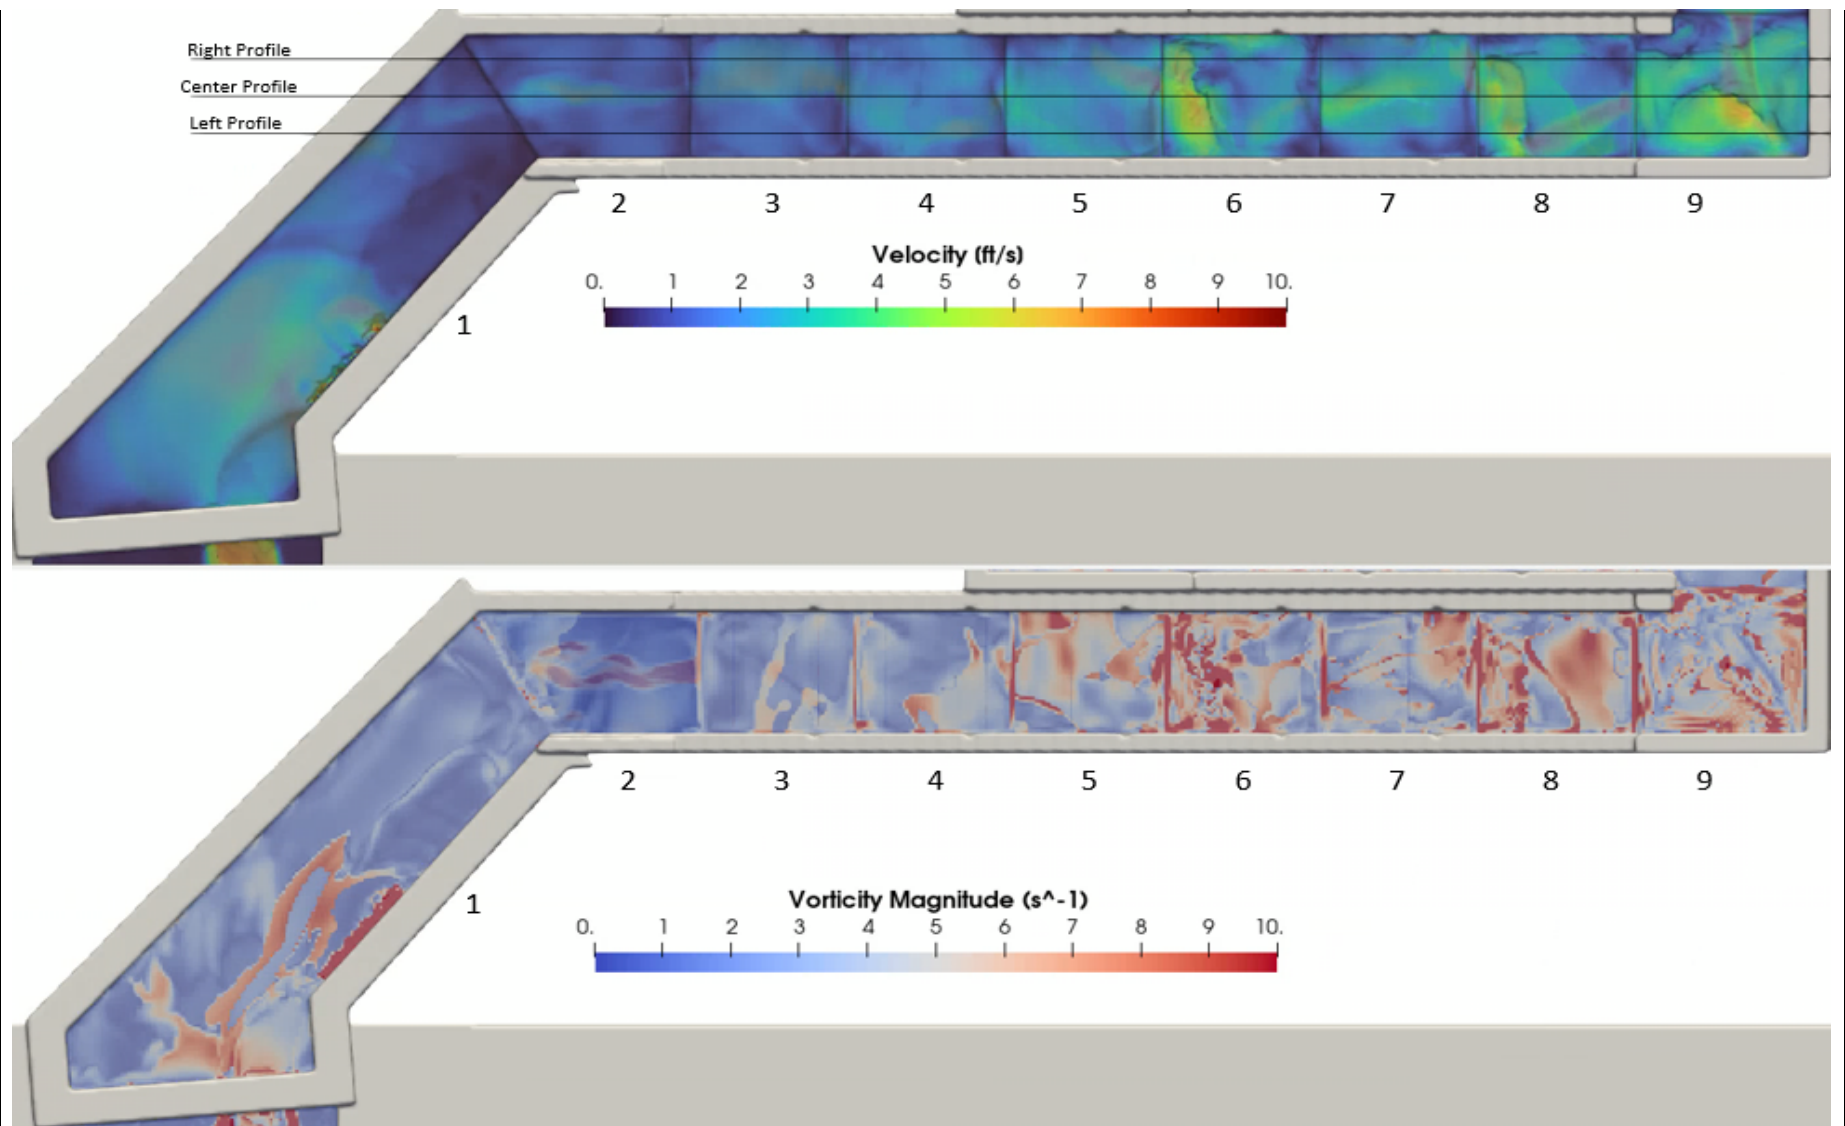 Right Profile
Center Profile
Left Profile
2 3 4 5 6 7 8 9
Velocity (ft/s)
0. 1 2 3 4 5 6 7 8 9 10.
1
2 3 4 5 6 7 8 9
1
Vorticity Magnitude (s^-1)
0. 1 2 3 4 5 6 7 8 9 10.